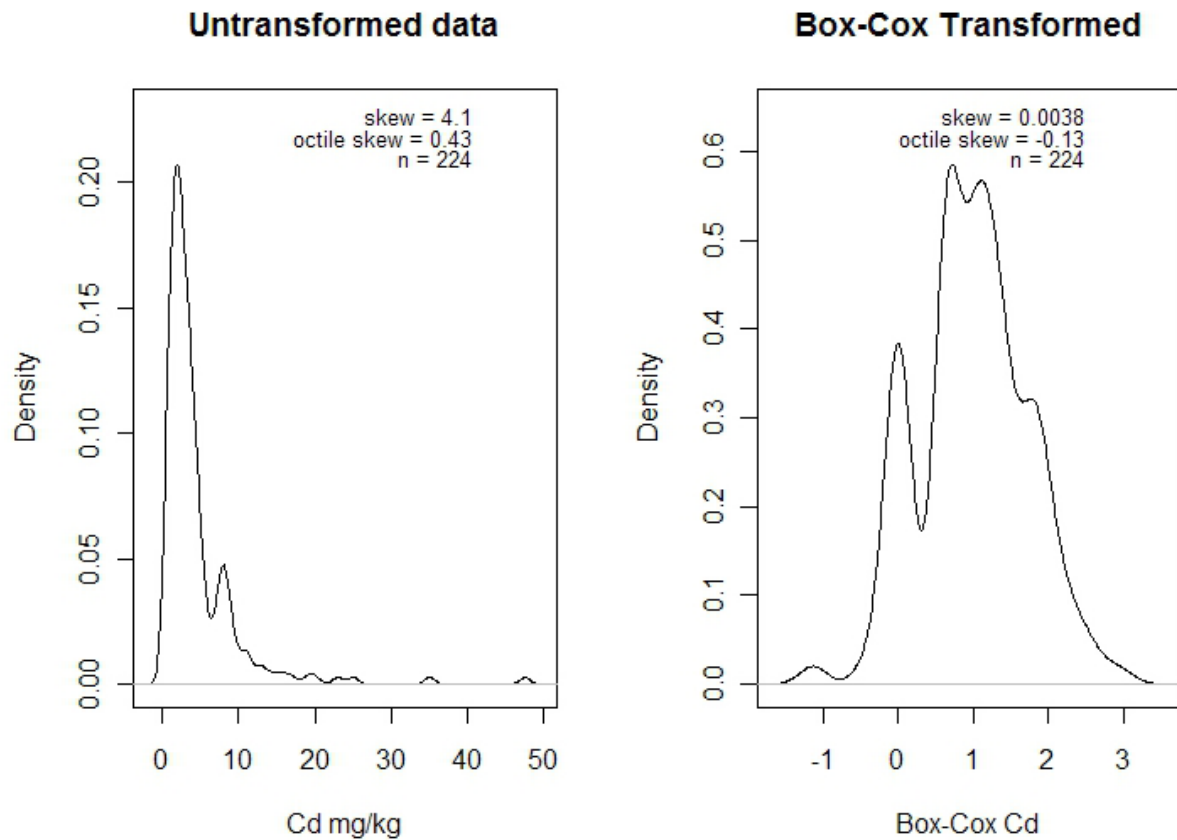 Untransformed data
skew = 4.1
octile skew = 0.43
n = 224
Density
0.00
0.05
0.10
0.15
0.20
0 10 20 30 40 50
Cd mg/kg
Box-Cox Transformed
skew = 0.0038
octile skew = -0.13
n = 224
Density
0.0
0.1
0.2
0.3
0.4
0.5
0.6
-1 0 1 2 3
Box-Cox Cd